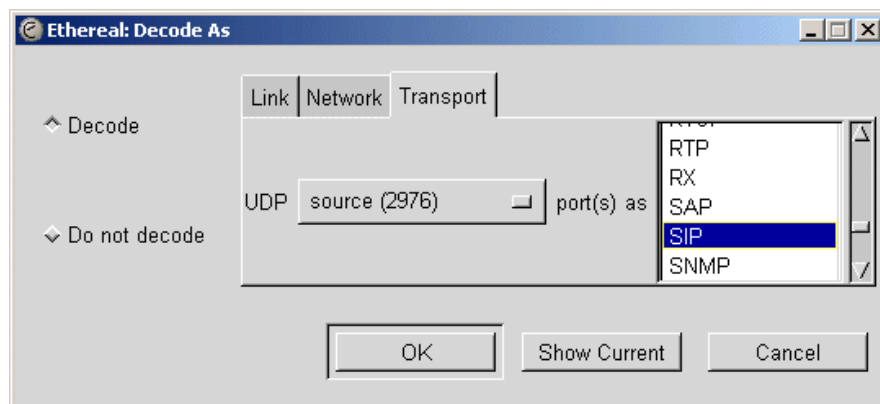 Ethereal: Decode As
Link Network Transport
Decode
Do not decode
UDP source (2976) port(s) as
RTP
RX
SAP
SIP
SNMP
OK Show Current Cancel